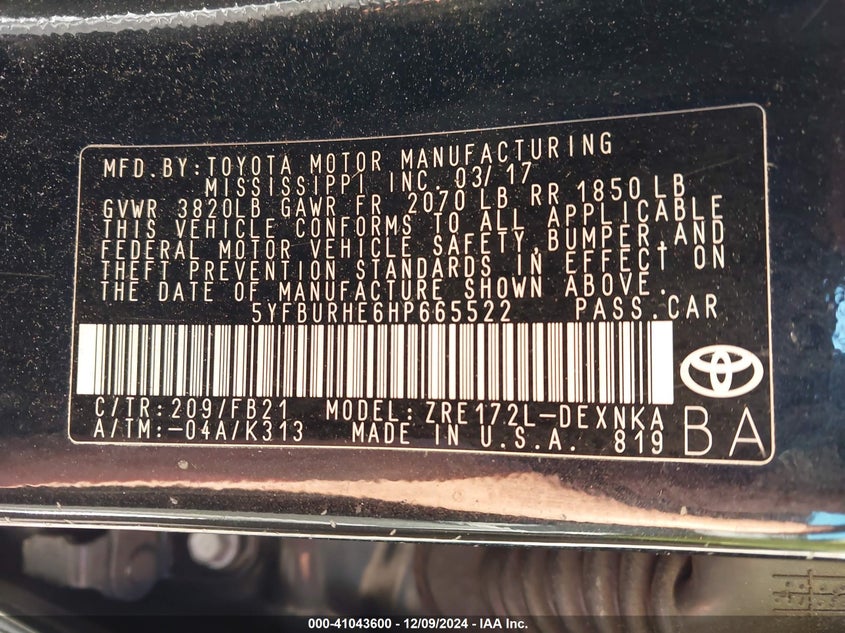 MFD.BY:TOYOTA MOTOR MANUFACTURING
MISSISSIPPI, INC. 03/17
GVWR 3820LB GAWR FR 2070 LB RR 1850 LB
THIS VEHICLE CONFORMS TO ALL APPLICABLE
FEDERAL MOTOR VEHICLE SAFETY,BUMPER,AND
THEFT PREVENTION STANDARDS IN EFFECT ON
THE DATE OF MANUFACTURE SHOWN ABOVE.
5YFBURHE6HP665522 PASS.CAR
C/TR:209/FB21 MODEL:ZRE172L-DEXNKA
A/TM:-04A/K313 MADE IN U.S.A. 819
BA
000-41043600 - 12/09/2024 - IAA Inc.